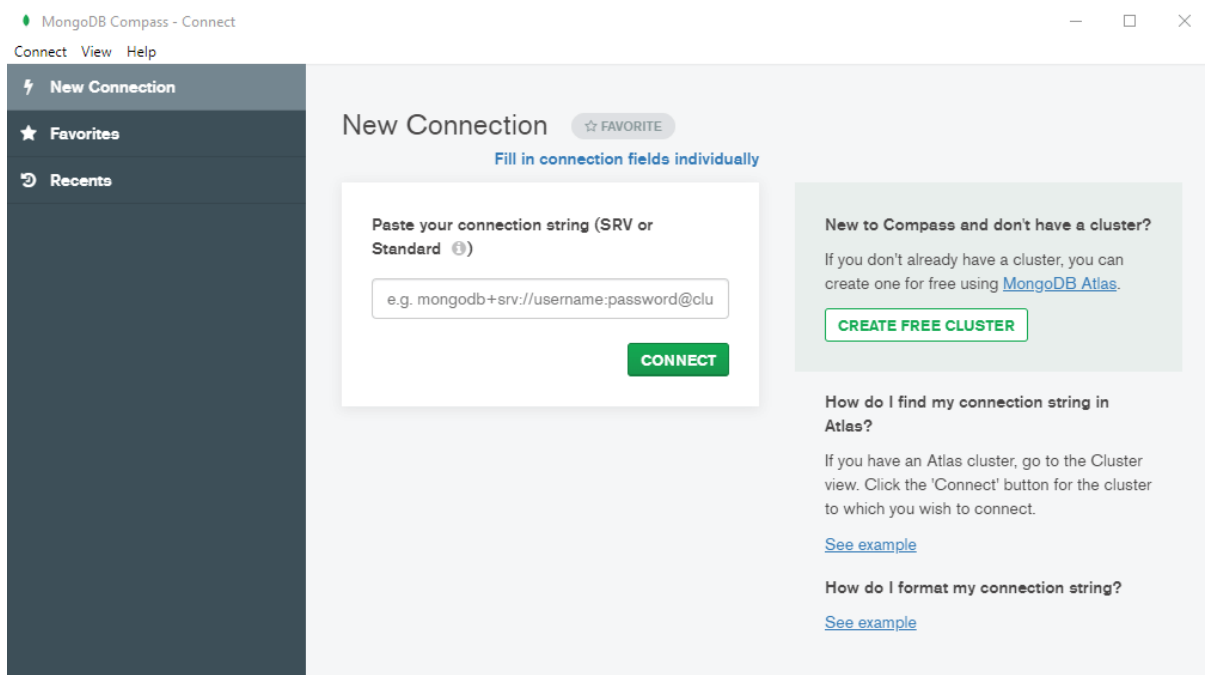 MongoDB Compass - Connect
Connect View Help
New Connection
Favorites
Recents
New Connection
FAVORITE
Fill in connection fields individually
Paste your connection string (SRV or
Standard )
e.g. mongodb+srv://username:password@clu
CONNECT
New to Compass and don't have a cluster?
If you don't already have a cluster, you can
create one for free using MongoDB Atlas.
CREATE FREE CLUSTER
How do I find my connection string in
Atlas?
If you have an Atlas cluster, go to the Cluster
view. Click the 'Connect' button for the cluster
to which you wish to connect.
See example
How do I format my connection string?
See example